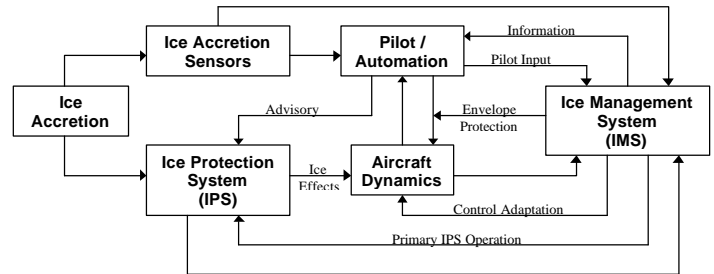 Ice Accretion
Sensors
Pilot /
Automation
Information
Pilot Input
Ice
Accretion
Advisory
Envelope
Protection
Ice Management
System
(IMS)
Ice Protection
System
(IPS)
Ice
Effects
Aircraft
Dynamics
Control Adaptation
Primary IPS Operation